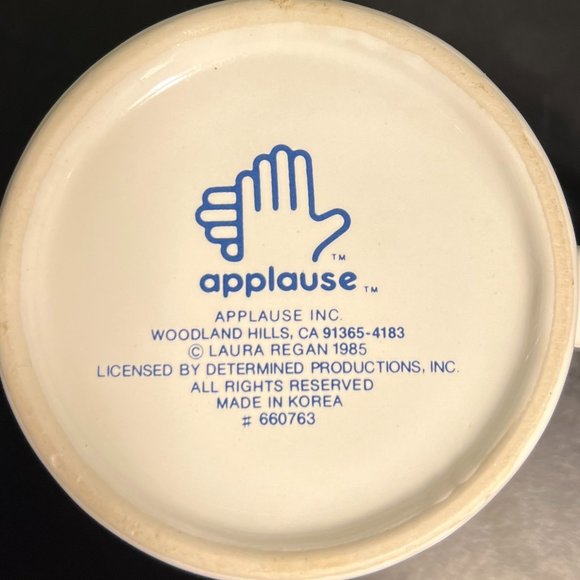 TM
applause TM
APPLAUSE INC.
WOODLAND HILLS, CA 91365-4183
© LAURA REGAN 1985
LICENSED BY DETERMINED PRODUCTIONS, INC.
ALL RIGHTS RESERVED
MADE IN KOREA
# 660763